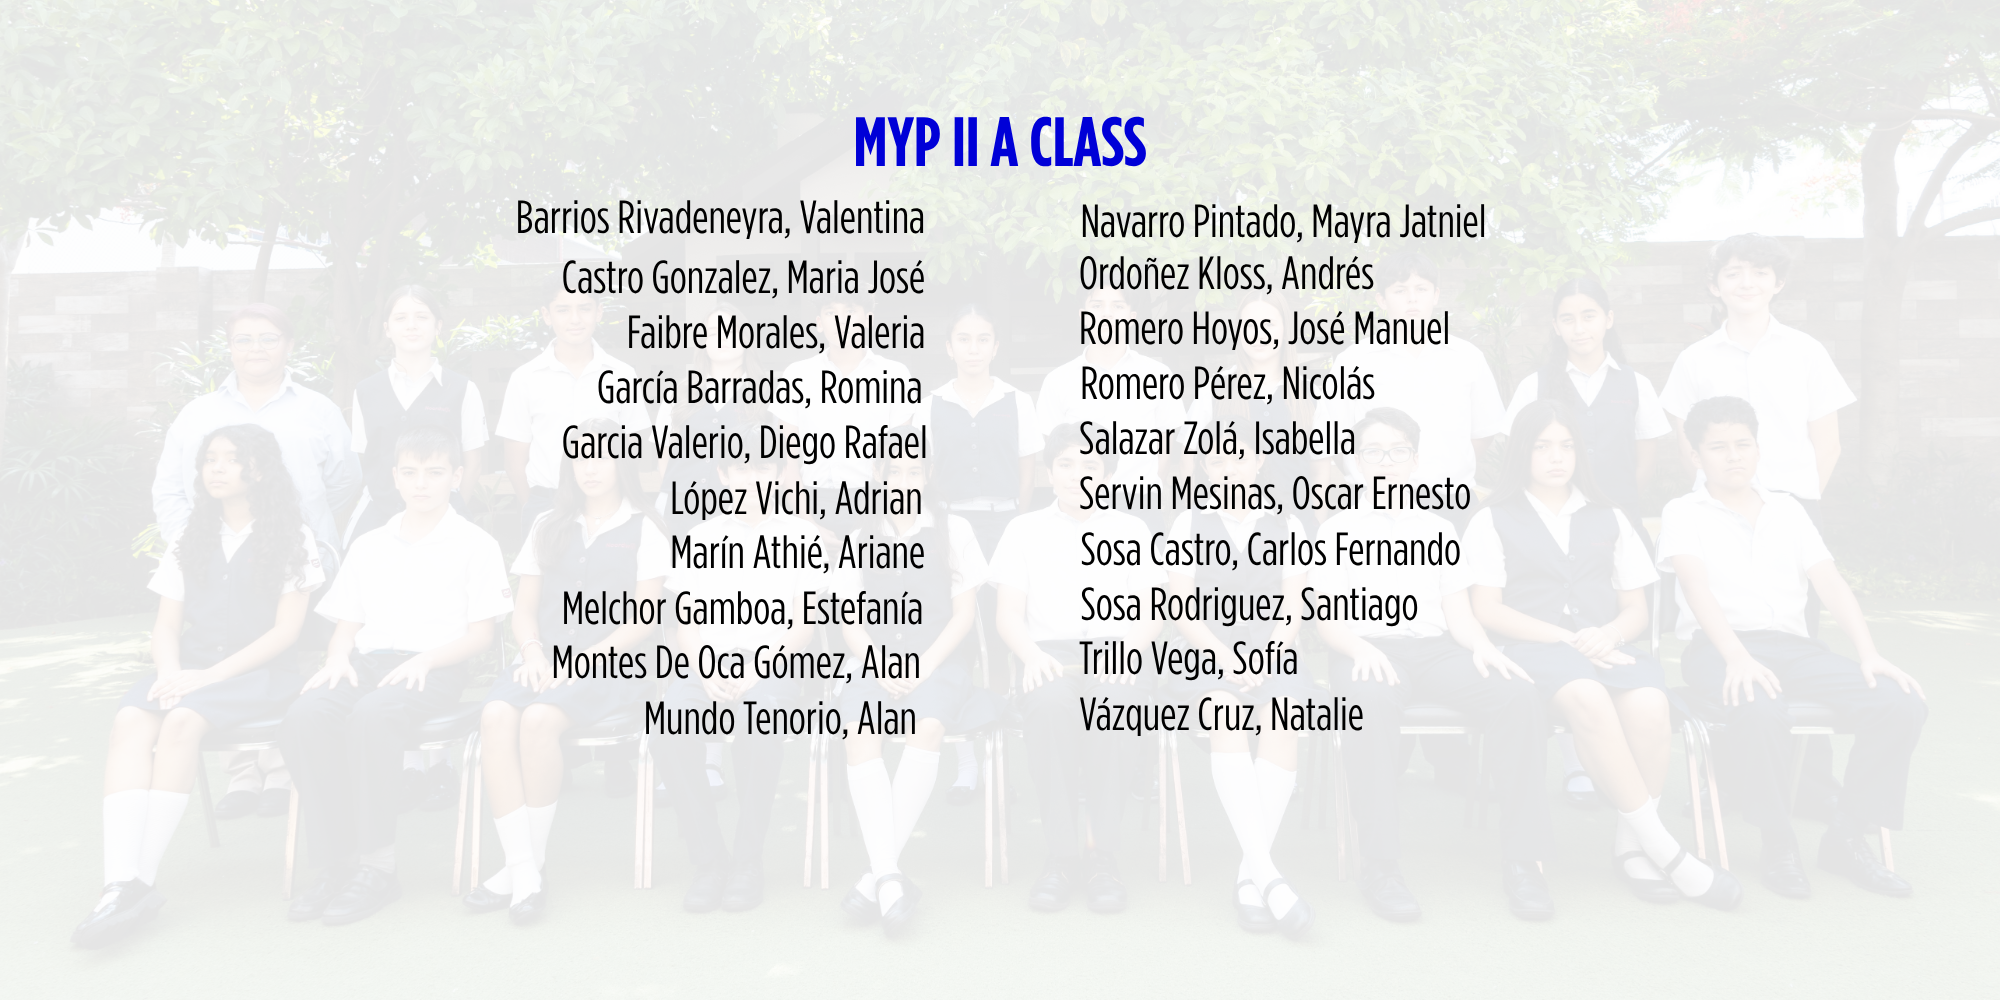 MYP II A CLASS
Barrios Rivadeneyra, Valentina
Castro Gonzalez, Maria José
Faibre Morales, Valeria
García Barradas, Romina
Garcia Valerio, Diego Rafael
López Vichi, Adrian
Marín Athié, Ariane
Melchor Gamboa, Estefanía
Montes De Oca Gómez, Alan
Mundo Tenorio, Alan
Navarro Pintado, Mayra Jatniel
Ordoñez Kloss, Andrés
Romero Hoyos, José Manuel
Romero Pérez, Nicolás
Salazar Zolá, Isabella
Servin Mesinas, Oscar Ernesto
Sosa Castro, Carlos Fernando
Sosa Rodriguez, Santiago
Trillo Vega, Sofía
Vázquez Cruz, Natalie